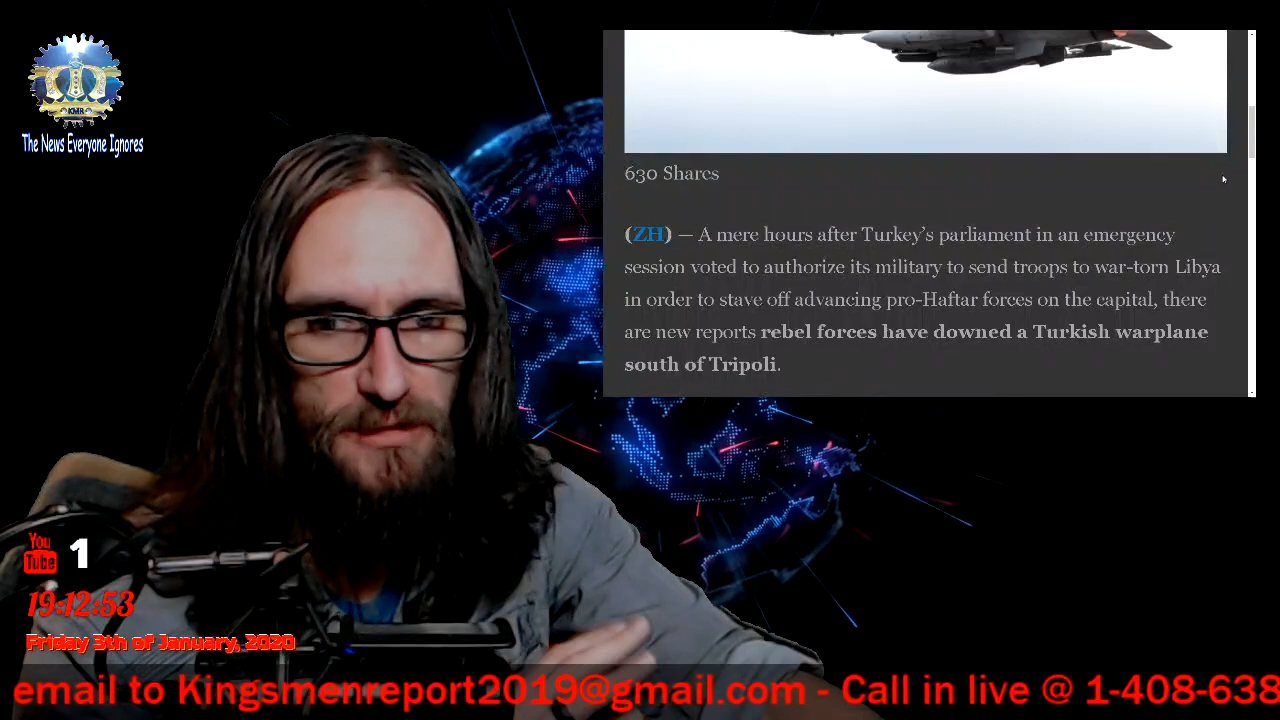 KMR
The News Everyone Ignores
630 Shares
(ZH) — A mere hours after Turkey's parliament in an emergency
session voted to authorize its military to send troops to war-torn Libya
in order to stave off advancing pro-Haftar forces on the capital, there
are new reports rebel forces have downed a Turkish warplane
south of Tripoli.
You
Tube 1
19:12:53
Friday 3th of January, 2020
email to Kingsmenreport2019@gmail.com - Call in live @ 1-408-638